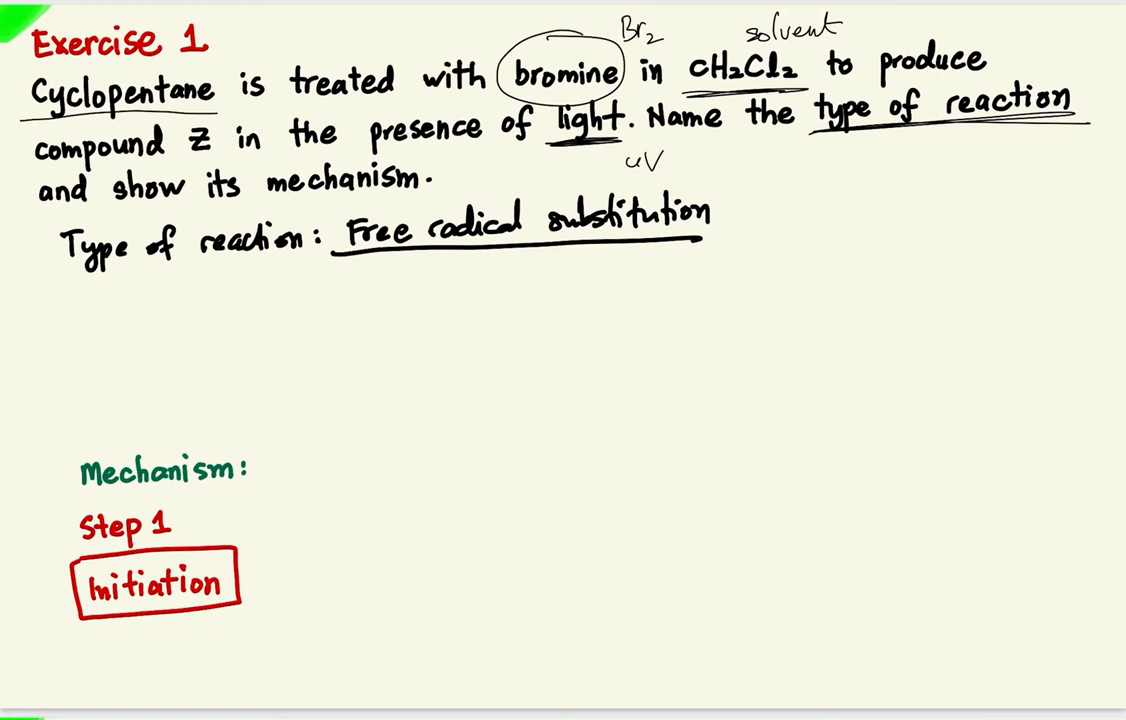 Exercise 1
Br₂ solvent
Cyclopentane is treated with bromine in CH₂Cl₂ to produce
compound Z in the presence of light. Name the type of reaction
uV
and show its mechanism.
Type of reaction: Free radical substitution
Mechanism:
Step 1
Initiation